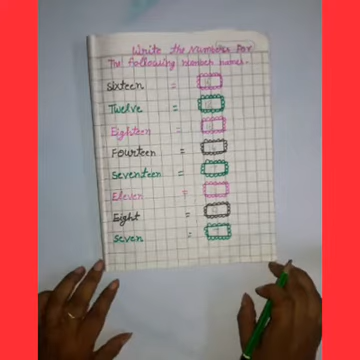 Write the Numbers For
The following number names.
Sixteen =
Twelve =
Eighteen =
Fourteen =
Seventeen =
Eleven =
Eight =
Seven =